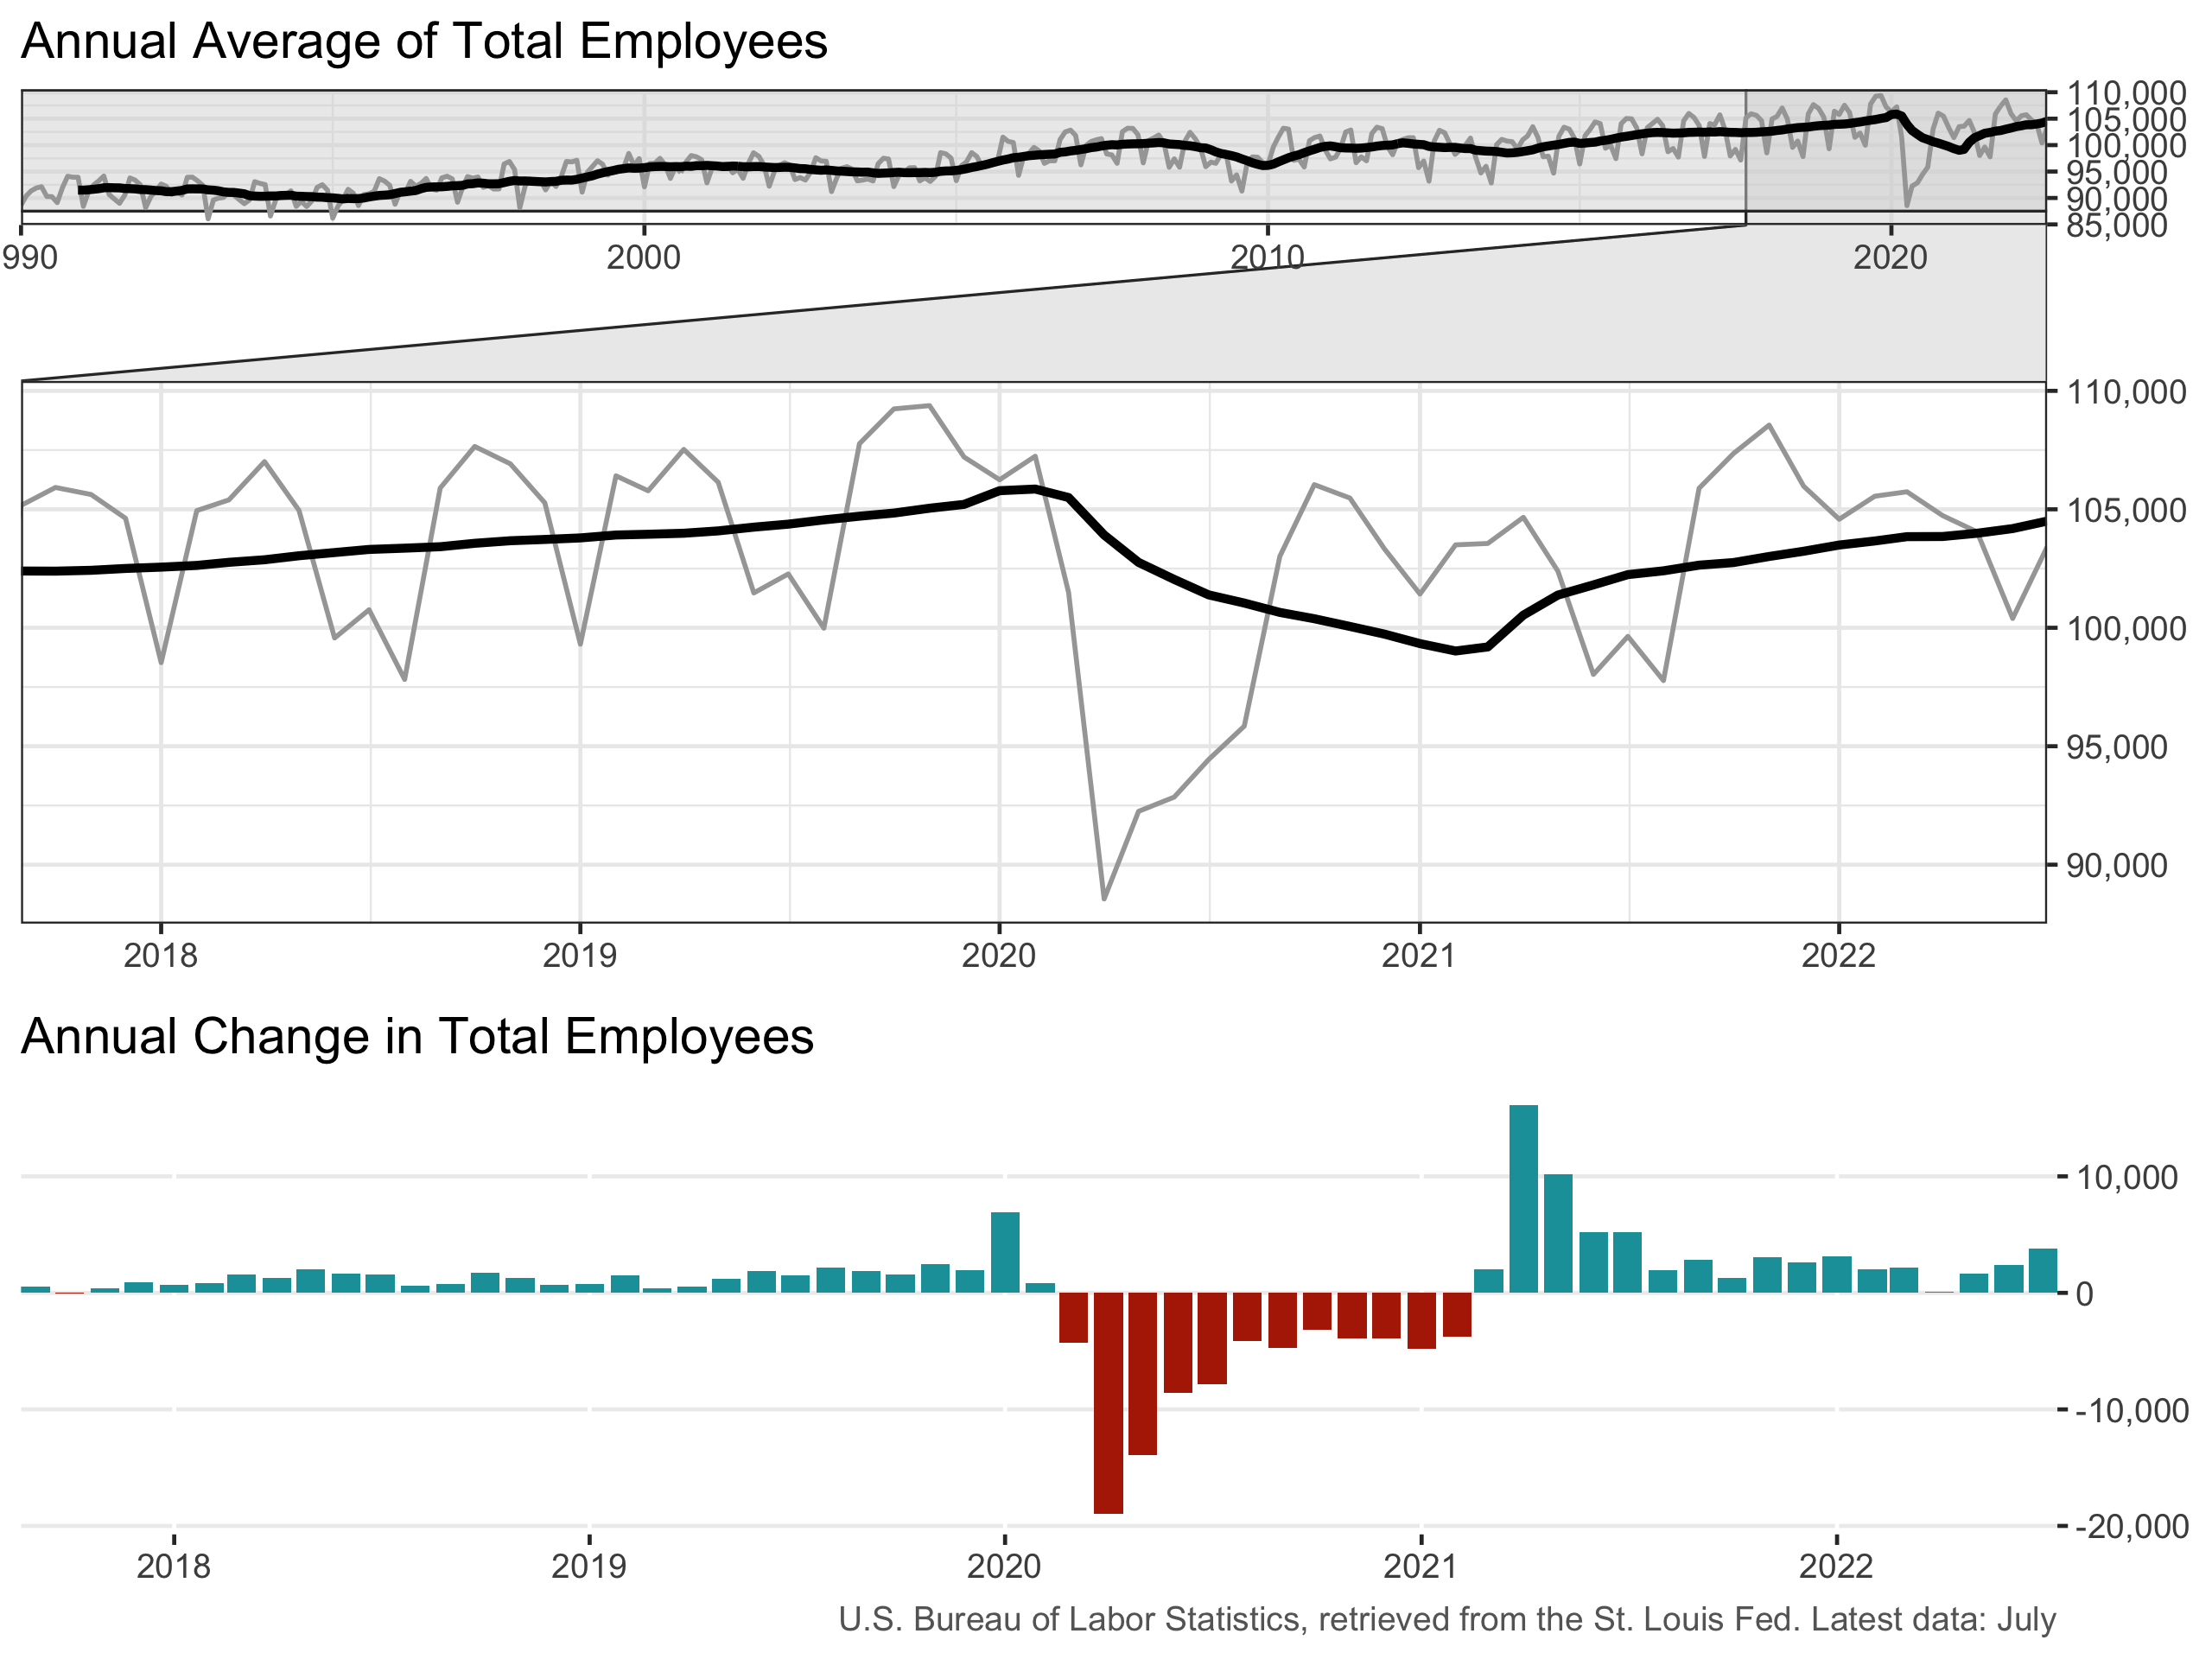 Annual Average of Total Employees
110,000
105,000
100,000
95,000
90,000
85,000
990 2000 2010 2020
110,000
105,000
100,000
95,000
90,000
2018 2019 2020 2021 2022
Annual Change in Total Employees
10,000
0
-10,000
-20,000
2018 2019 2020 2021 2022
U.S. Bureau of Labor Statistics, retrieved from the St. Louis Fed. Latest data: July